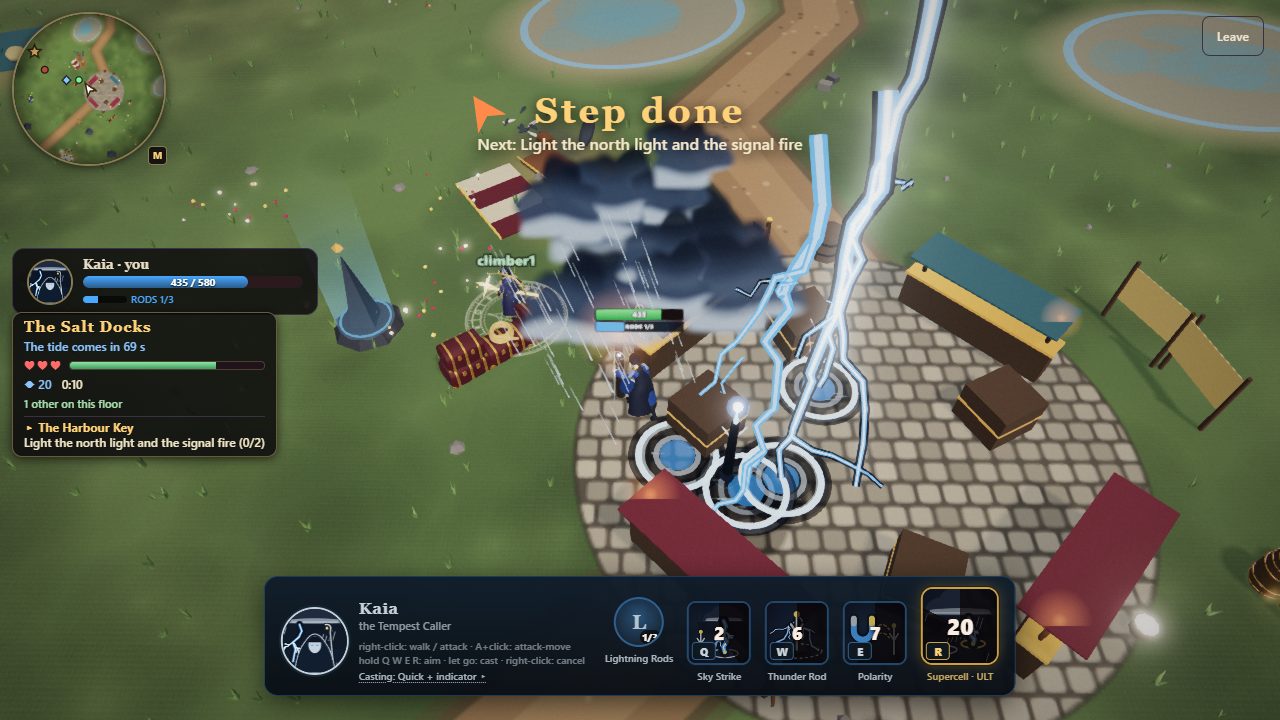 Leave
Step done
Next: Light the north light and the signal fire
M
climber1
Kaia · you
435 / 580
RODS 1/3
The Salt Docks
The tide comes in 69 s
20 0:10
1 other on this floor
The Harbour Key
Light the north light and the signal fire (0/2)
435
RODS 1/3
Kaia
the Tempest Caller
right-click: walk / attack · A+click: attack-move
hold Q W E R: aim · let go: cast · right-click: cancel
Casting: Quick + indicator
L
1/3
Lightning Rods
2
Q
Sky Strike
6
W
Thunder Rod
7
E
Polarity
20
R
Supercell · ULT